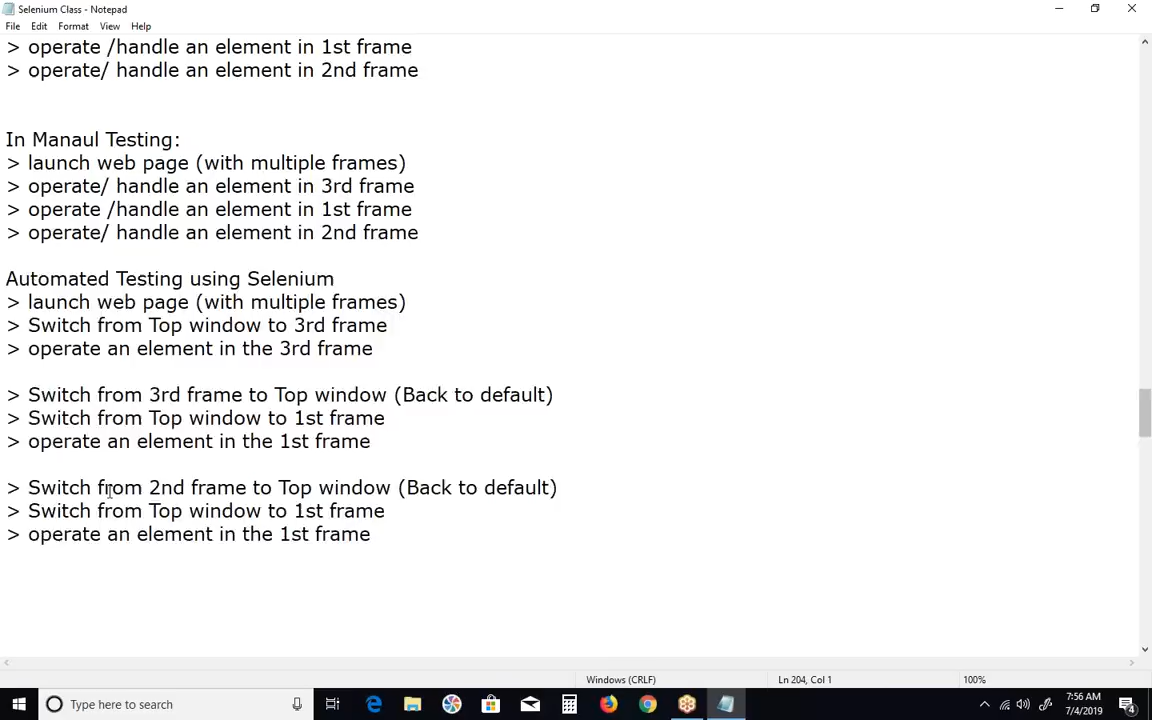 Selenium Class - Notepad
File Edit Format View Help
> operate /handle an element in 1st frame
> operate/ handle an element in 2nd frame
In Manaul Testing:
> launch web page (with multiple frames)
> operate/ handle an element in 3rd frame
> operate /handle an element in 1st frame
> operate/ handle an element in 2nd frame
Automated Testing using Selenium
> launch web page (with multiple frames)
> Switch from Top window to 3rd frame
> operate an element in the 3rd frame
> Switch from 3rd frame to Top window (Back to default)
> Switch from Top window to 1st frame
> operate an element in the 1st frame
> Switch from 2nd frame to Top window (Back to default)
> Switch from Top window to 1st frame
> operate an element in the 1st frame
Windows (CRLF) Ln 204, Col 1 100%
Type here to search
7:56 AM
7/4/2019
4